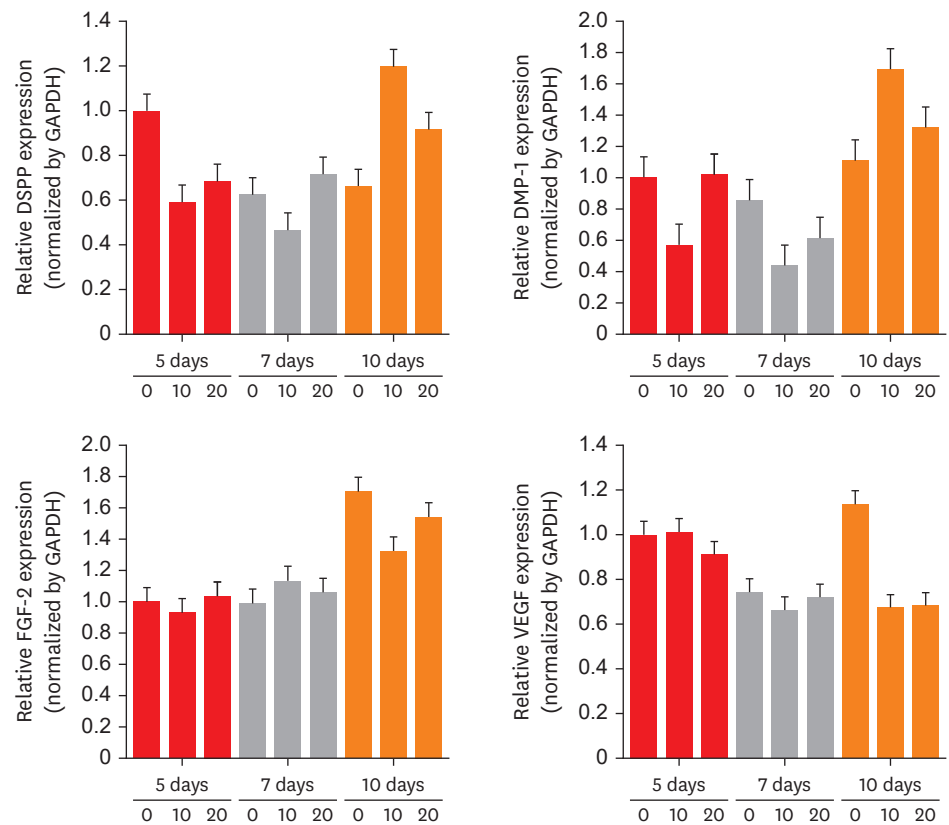 Relative DSPP expression
(normalized by GAPDH)
1.4
1.2
1.0
0.8
0.6
0.4
0.2
0
5 days 7 days 10 days
0 10 20 0 10 20 0 10 20
Relative DMP-1 expression
(normalized by GAPDH)
2.0
1.8
1.6
1.4
1.2
1.0
0.8
0.6
0.4
0.2
0
5 days 7 days 10 days
0 10 20 0 10 20 0 10 20
Relative FGF-2 expression
(normalized by GAPDH)
2.0
1.8
1.6
1.4
1.2
1.0
0.8
0.6
0.4
0.2
0
5 days 7 days 10 days
0 10 20 0 10 20 0 10 20
Relative VEGF expression
(normalized by GAPDH)
1.4
1.2
1.0
0.8
0.6
0.4
0.2
0
5 days 7 days 10 days
0 10 20 0 10 20 0 10 20